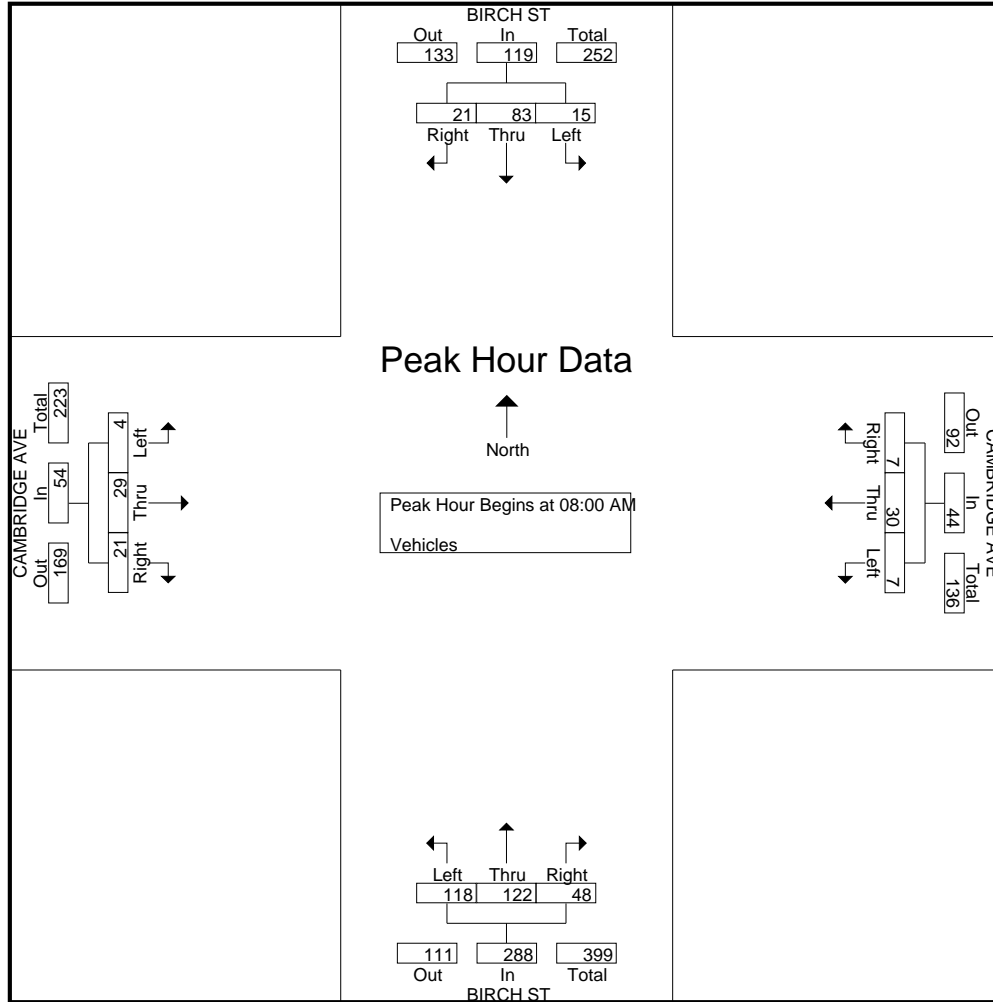 BIRCH ST
Out In Total
133 119 252
21 83 15
Right Thru Left
Peak Hour Data
North
Peak Hour Begins at 08:00 AM
Vehicles
CAMBRIDGE AVE
Out In Total
169 54 223
21 29 4
Right Thru Left
CAMBRIDGE AVE
Out In Total
92 44 136
7 30 7
Right Thru Left
Left Thru Right
118 122 48
111 288 399
Out In Total
BIRCH ST